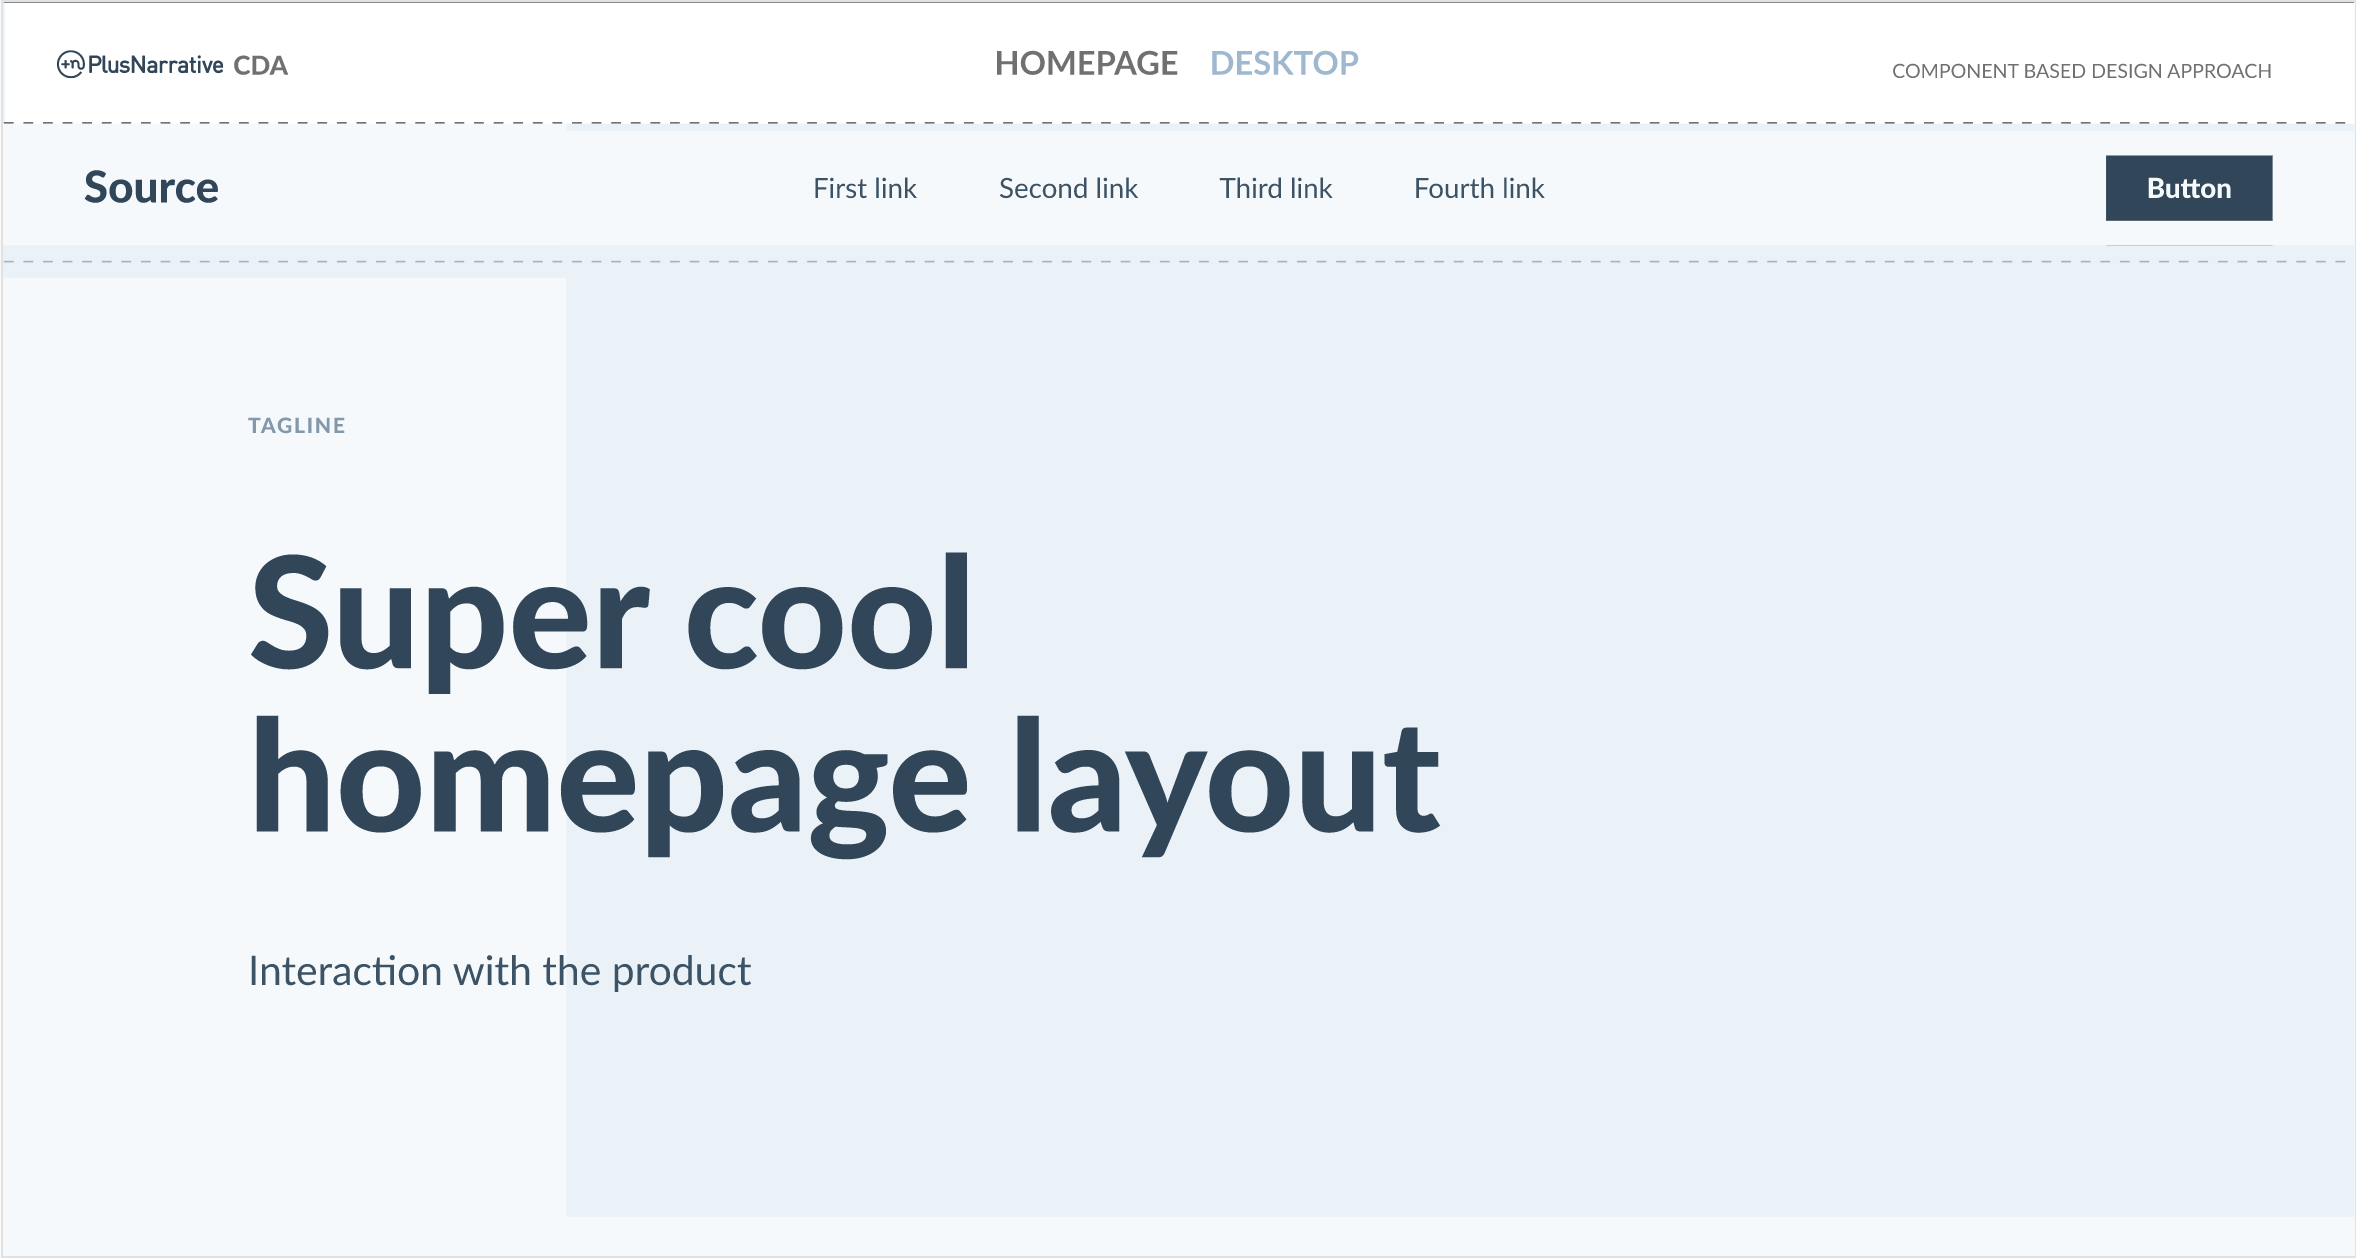 PlusNarrative CDA
HOMEPAGE DESKTOP
COMPONENT BASED DESIGN APPROACH
Source
First link
Second link
Third link
Fourth link
Button
TAGLINE
Super cool
homepage layout
Interaction with the product